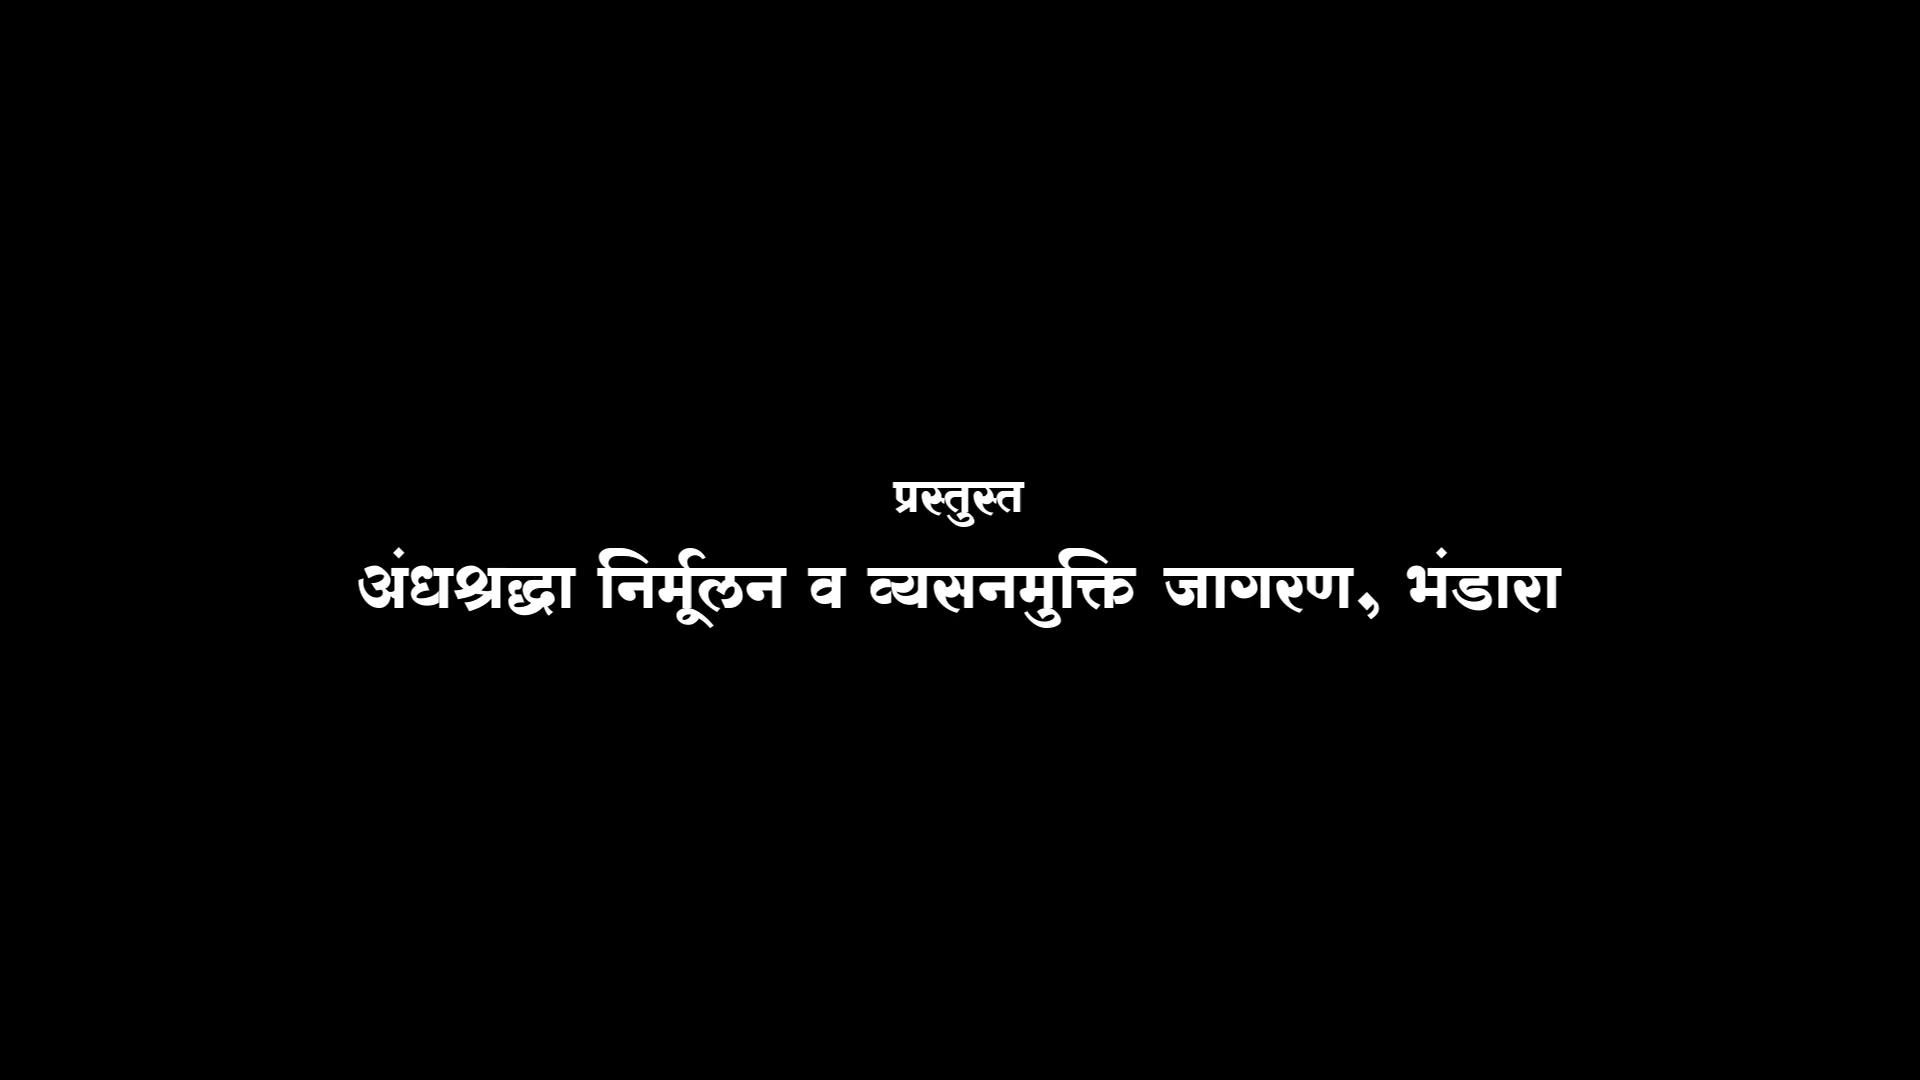 प्रस्तुस्त
अंधश्रद्धा निर्मूलन व व्यसनमुक्ति जागरण, भंडारा